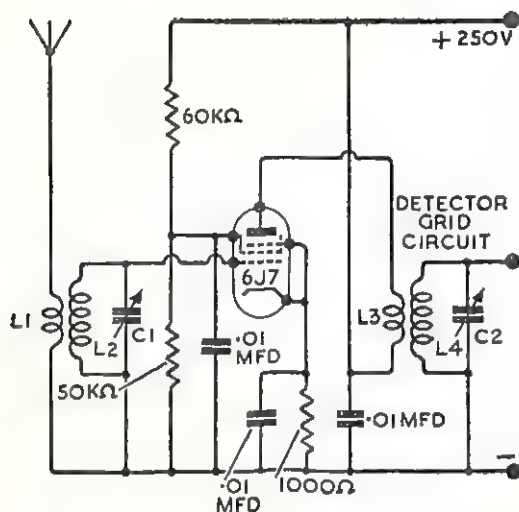 + 250V
60KΩ
DETECTOR
GRID
CIRCUIT
6J7
L1
L2
C1
L3
L4
C2
.01
MFD
50KΩ
.01 MFD
.01
MFD
1000Ω
−